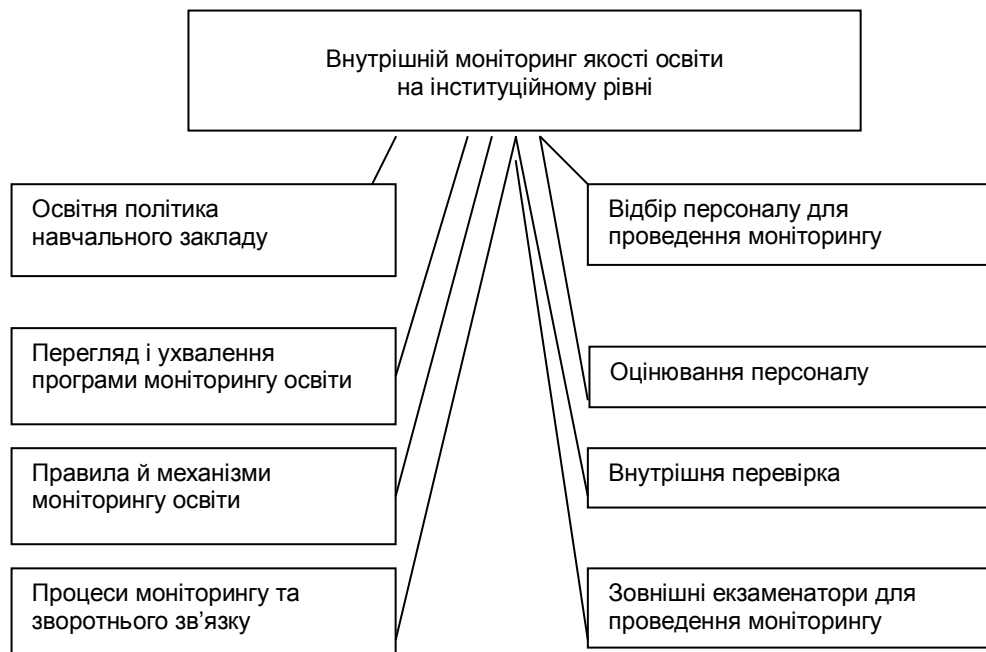 Внутрішній моніторинг якості освіти
на інституційному рівні
Освітня політика
навчального закладу
Перегляд і ухвалення
програми моніторингу освіти
Правила й механізми
моніторингу освіти
Процеси моніторингу та
зворотнього зв’язку
Відбір персоналу для
проведення моніторингу
Оцінювання персоналу
Внутрішня перевірка
Зовнішні екзаменатори для
проведення моніторингу